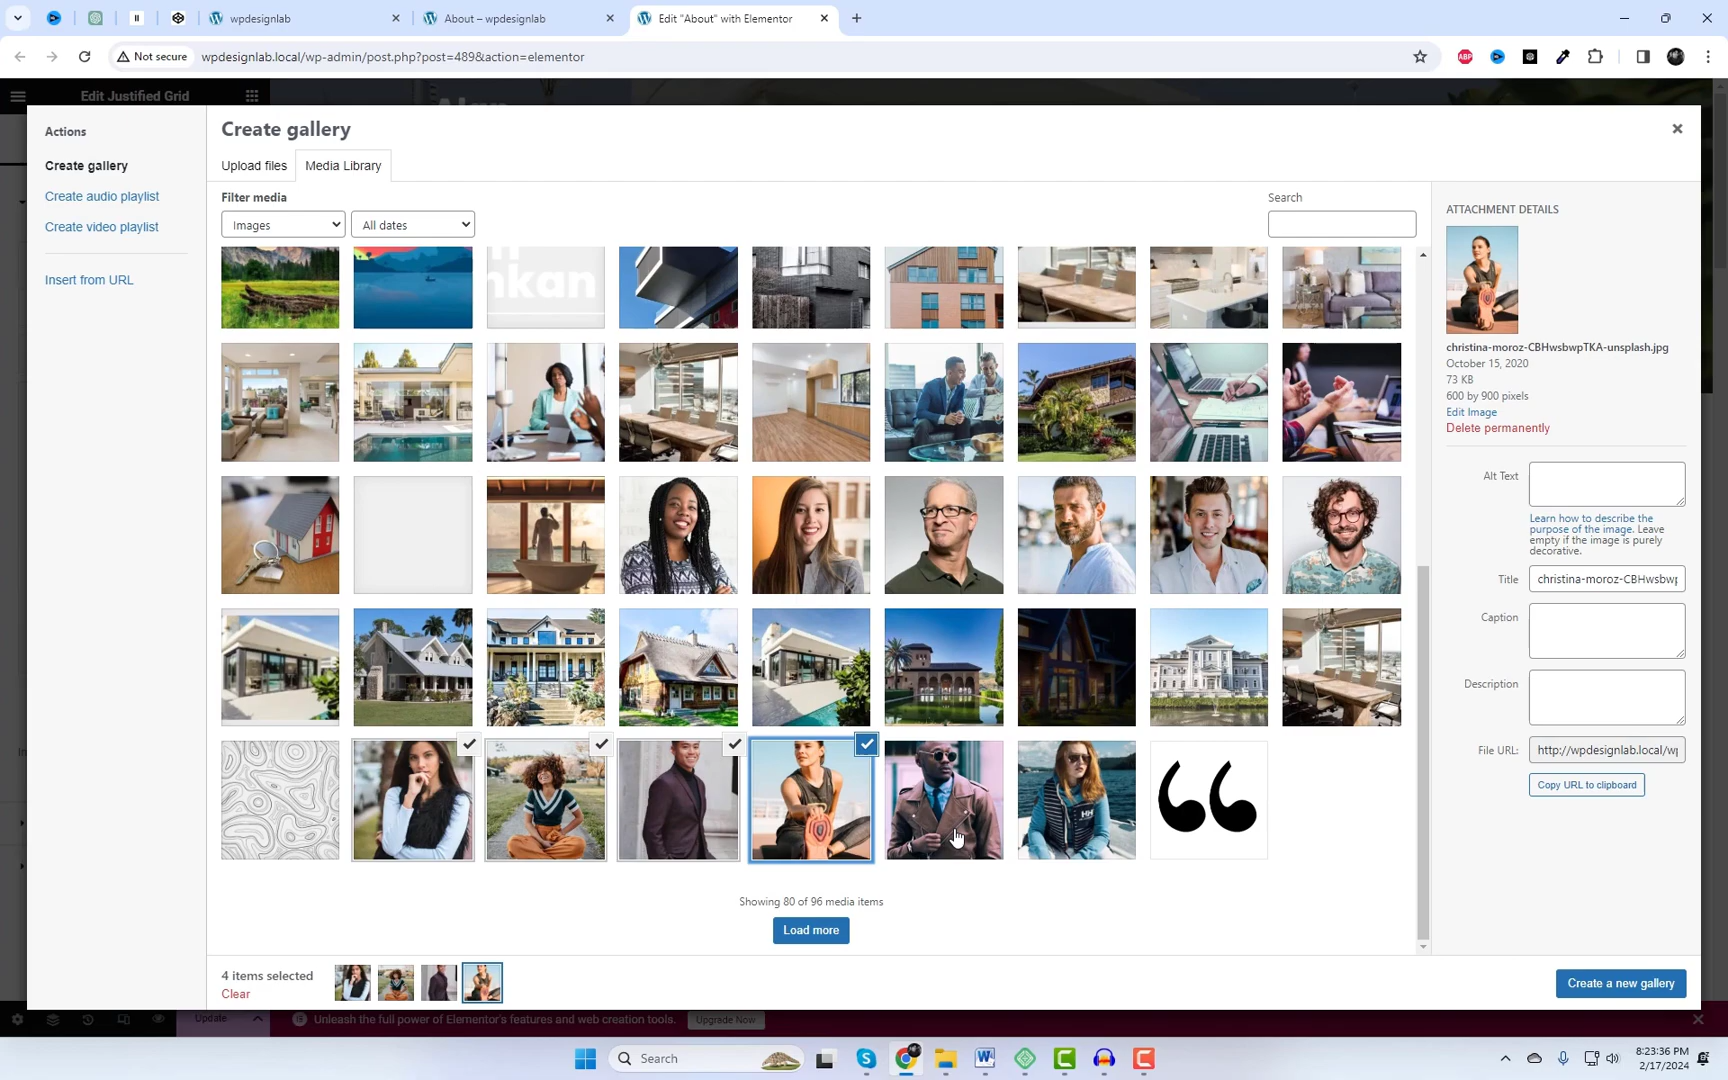 wpdesignlab
About – wpdesignlab
Edit "About" with Elementor
Not secure
wpdesignlab.local/wp-admin/post.php?post=489&action=elementor
ABP
Edit Justified Grid
Actions
Create gallery
Create audio playlist
Create video playlist
Insert from URL
Create gallery
Upload files
Media Library
Filter media
Images
All dates
Search
nkan
HH
Showing 80 of 96 media items
Load more
4 items selected
Clear
Create a new gallery
ATTACHMENT DETAILS
christina-moroz-CBHwsbwpTKA-unsplash.jpg
October 15, 2020
73 KB
600 by 900 pixels
Edit Image
Delete permanently
Alt Text
Learn how to describe the
purpose of the image. Leave
empty if the image is purely
decorative.
Title
christina-moroz-CBHwsbwp
Caption
Description
File URL:
http://wpdesignlab.local/wp
Copy URL to clipboard
Update
Unleash the full power of Elementor's features and web creation tools.
Upgrade Now
Search
8:23:36 PM
2/17/2024